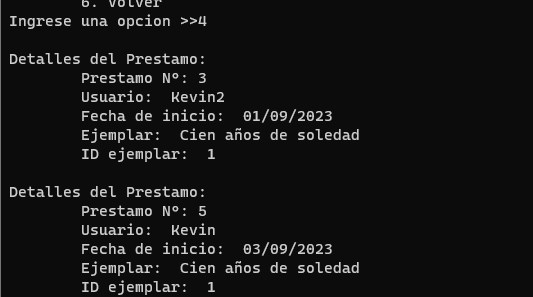 6. Volver
Ingrese una opcion >>4
Detalles del Prestamo:
Prestamo N°: 3
Usuario:  Kevin2
Fecha de inicio:  01/09/2023
Ejemplar:  Cien años de soledad
ID ejemplar:  1
Detalles del Prestamo:
Prestamo N°: 5
Usuario:  Kevin
Fecha de inicio:  03/09/2023
Ejemplar:  Cien años de soledad
ID ejemplar:  1